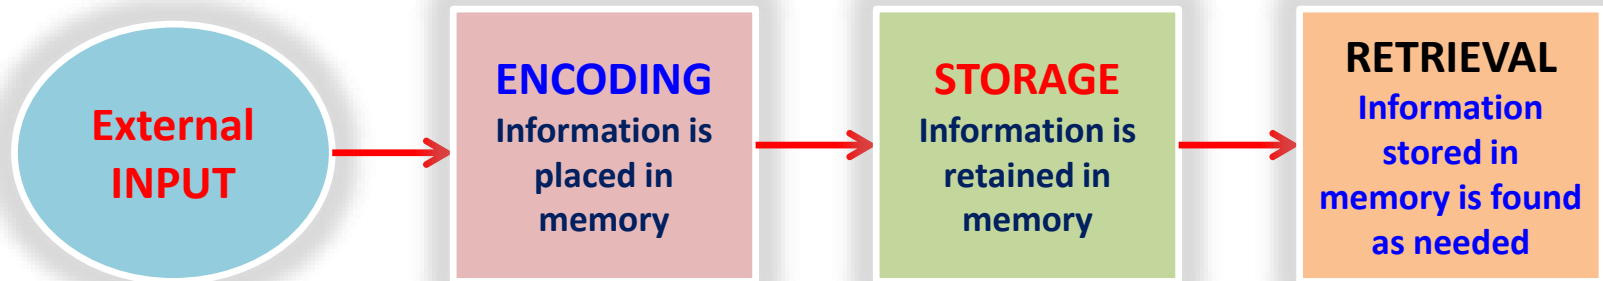 External
INPUT
ENCODING
Information is
placed in
memory
STORAGE
Information is
retained in
memory
RETRIEVAL
Information
stored in
memory is found
as needed